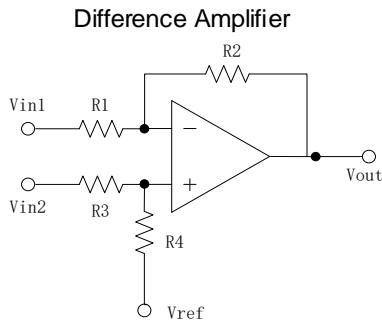 Difference Amplifier
R2
Vin1
R1
−
Vin2
R3
+
R4
Vout
Vref